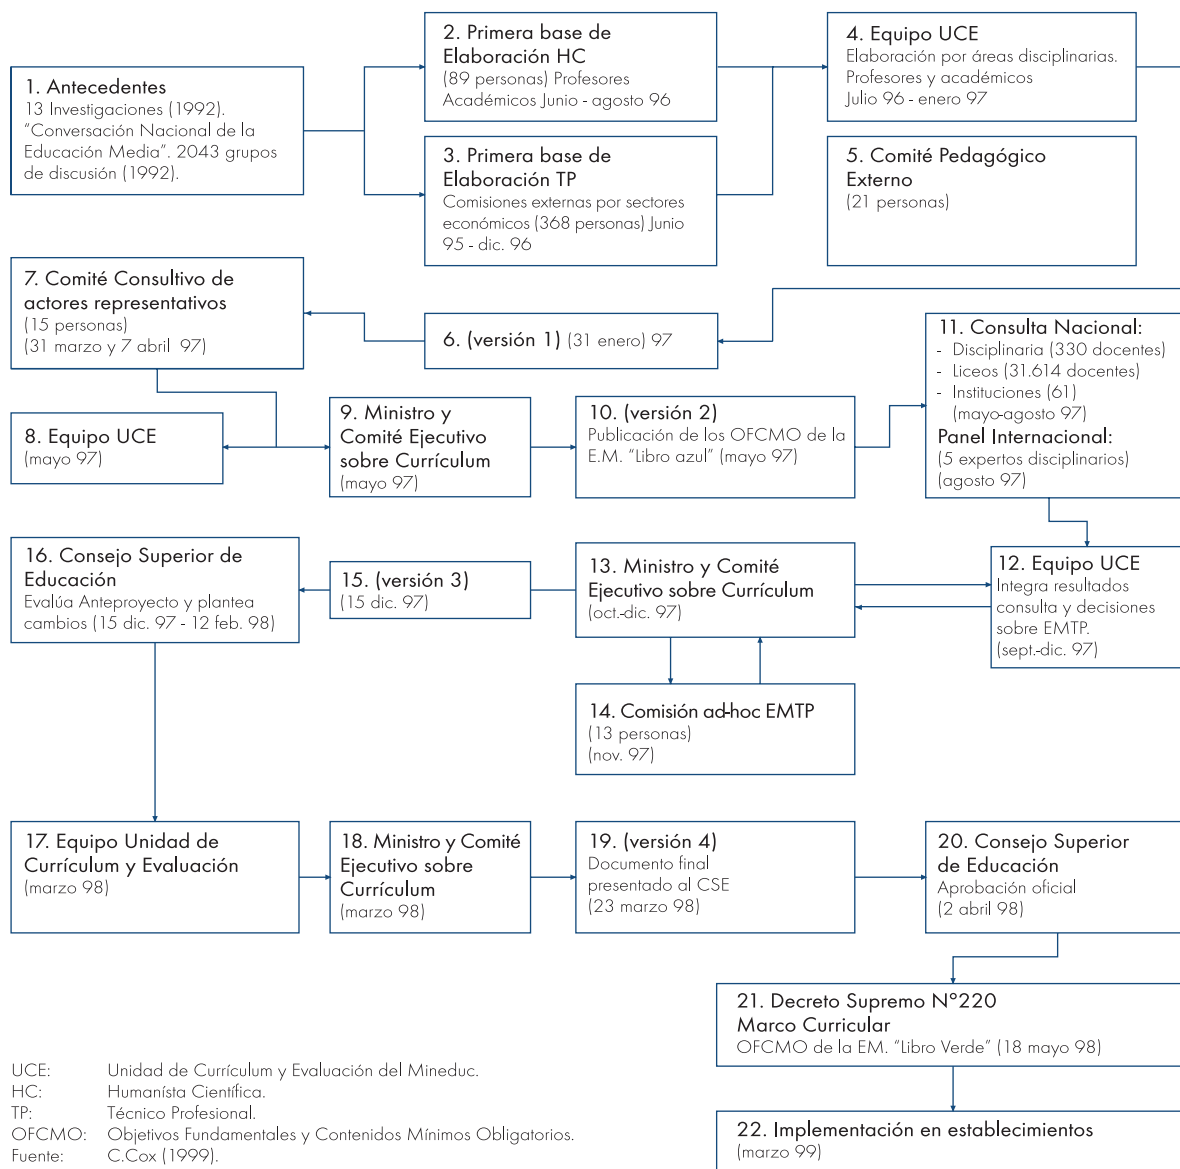 1. Antecedentes
13 Investigaciones (1992).
“Conversación Nacional de la
Educación Media”. 2043 grupos
de discusión (1992).
2. Primera base de
Elaboración HC
(89 personas) Profesores
Académicos Junio - agosto 96
3. Primera base de
Elaboración TP
Comisiones externas por sectores
económicos (368 personas) Junio
95 - dic. 96
4. Equipo UCE
Elaboración por áreas disciplinarias.
Profesores y académicos
Julio 96 - enero 97
5. Comité Pedagógico
Externo
(21 personas)
6. (versión 1) (31 enero) 97
7. Comité Consultivo de
actores representativos
(15 personas)
(31 marzo y 7 abril 97)
8. Equipo UCE
(mayo 97)
9. Ministro y
Comité Ejecutivo
sobre Currículum
(mayo 97)
10. (versión 2)
Publicación de los OFCMO de la
E.M. “Libro azul” (mayo 97)
11. Consulta Nacional:
- Disciplinaria (330 docentes)
- Liceos (31.614 docentes)
- Instituciones (61)
(mayo-agosto 97)
Panel Internacional:
(5 expertos disciplinarios)
(agosto 97)
12. Equipo UCE
Integra resultados
consulta y decisiones
sobre EMTP.
(sept.-dic. 97)
13. Ministro y Comité
Ejecutivo sobre Currículum
(oct.-dic. 97)
14. Comisión ad-hoc EMTP
(13 personas)
(nov. 97)
15. (versión 3)
(15 dic. 97)
16. Consejo Superior de
Educación
Evalúa Anteproyecto y plantea
cambios (15 dic. 97 - 12 feb. 98)
17. Equipo Unidad de
Currículum y Evaluación
(marzo 98)
18. Ministro y Comité
Ejecutivo sobre
Currículum
(marzo 98)
19. (versión 4)
Documento final
presentado al CSE
(23 marzo 98)
20. Consejo Superior
de Educación
Aprobación oficial
(2 abril 98)
21. Decreto Supremo N°220
Marco Curricular
OFCMO de la EM. “Libro Verde” (18 mayo 98)
22. Implementación en establecimientos
(marzo 99)
UCE: Unidad de Currículum y Evaluación del Mineduc.
HC: Humanísta Científica.
TP: Técnico Profesional.
OFCMO: Objetivos Fundamentales y Contenidos Mínimos Obligatorios.
Fuente: C.Cox (1999).